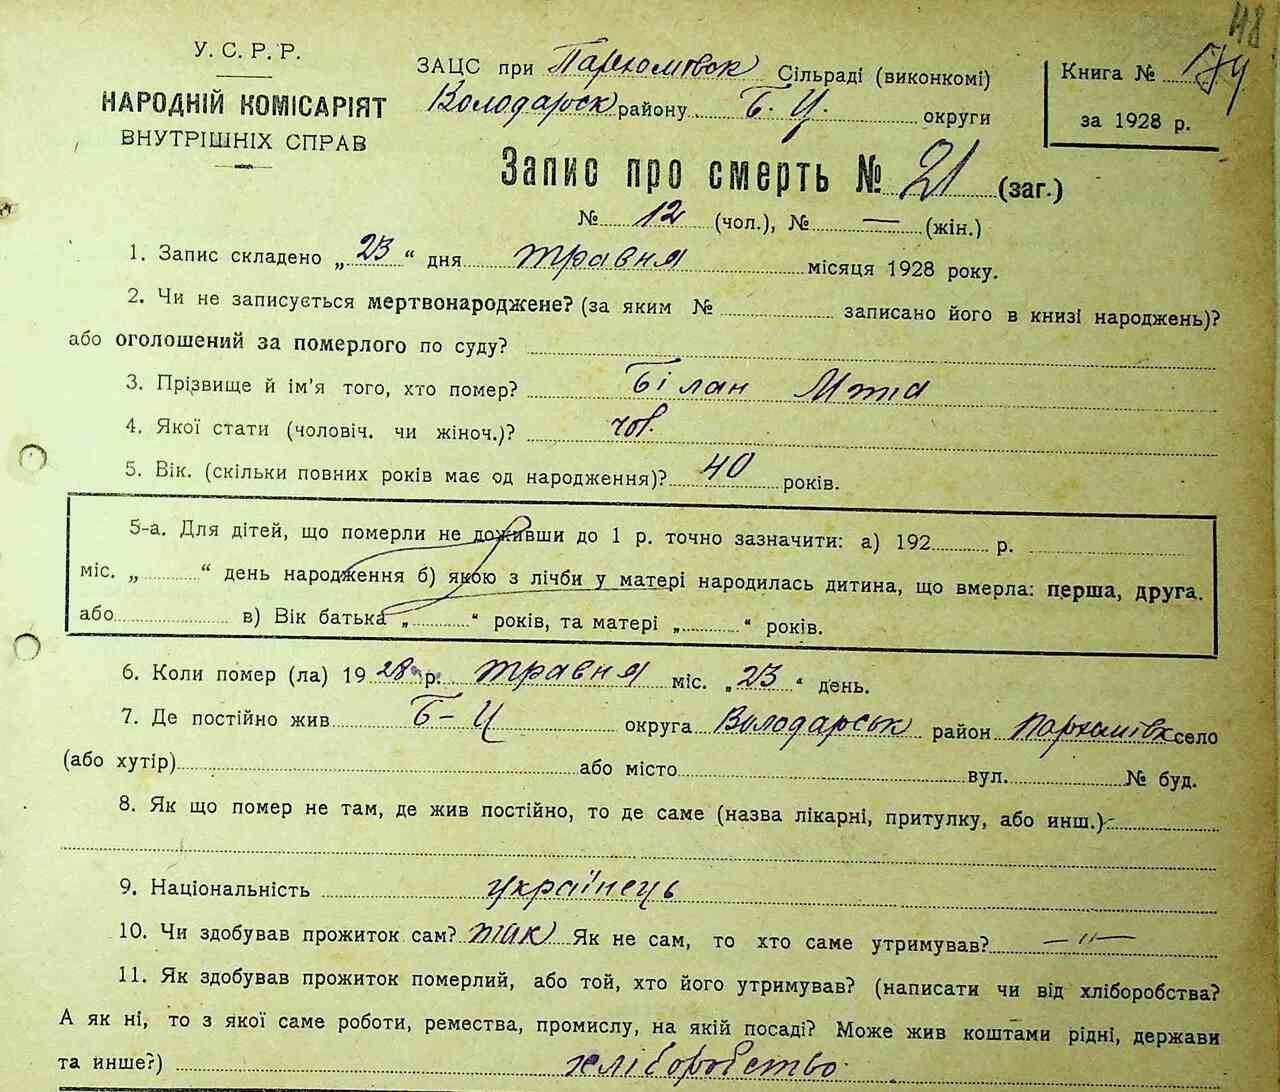 48
У. С. Р. Р.
НАРОДНІЙ КОМІСАРІЯТ
ВНУТРІШНІХ СПРАВ
ЗАЦС при Пархомівск Сільраді (виконкомі)
Володарск району Б. Ц. округи
Книга № 174
за 1928 р.
Запис про смерть № 21 (заг.)
№ 12 (чол.), № — (жін.)
1. Запис складено „23“ дня травня місяця 1928 року.
2. Чи не записується мертвонароджене? (за яким № записано його в книзі народжень)?
або оголошений за померлого по суду?
3. Прізвище й ім'я того, хто помер? Білан
4. Якої стати (чоловіч. чи жіноч.)? чов.
5. Вік. (скільки повних років має од народження)? 40 років.
5-а. Для дітей, що померли не доживши до 1 р. точно зазначити: а) 192 р.
міс. „ “ день народження б) якою з лічби у матері народилась дитина, що вмерла: перша, друга.
або в) Вік батька „ “ років, та матері „ “ років.
6. Коли помер (ла) 1928 р. травня міс. „23“ день.
7. Де постійно жив Б-Ц округа Володарськ район Пархомівк село
(або хутір) або місто вул. № буд.
8. Як що помер не там, де жив постійно, то де саме (назва лікарні, притулку, або инш.)
9. Національність українець
10. Чи здобував прожиток сам? так Як не сам, то хто саме утримував? —"—
11. Як здобував прожиток померлий, або той, хто його утримував? (написати чи від хліборобства?
А як ні, то з якої саме роботи, ремества, промислу, на якій посаді? Може жив коштами рідні, держави
та инше?) хліборобство